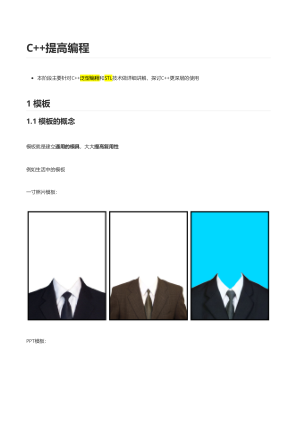 C++提高编程
本阶段主要针对C++泛型编程和STL技术做详细讲解，探讨C++更深层的使用
1 模板
1.1 模板的概念
模板就是建立通用的模具，大大提高复用性
例如生活中的模板
一寸照片模板：
PPT模板：